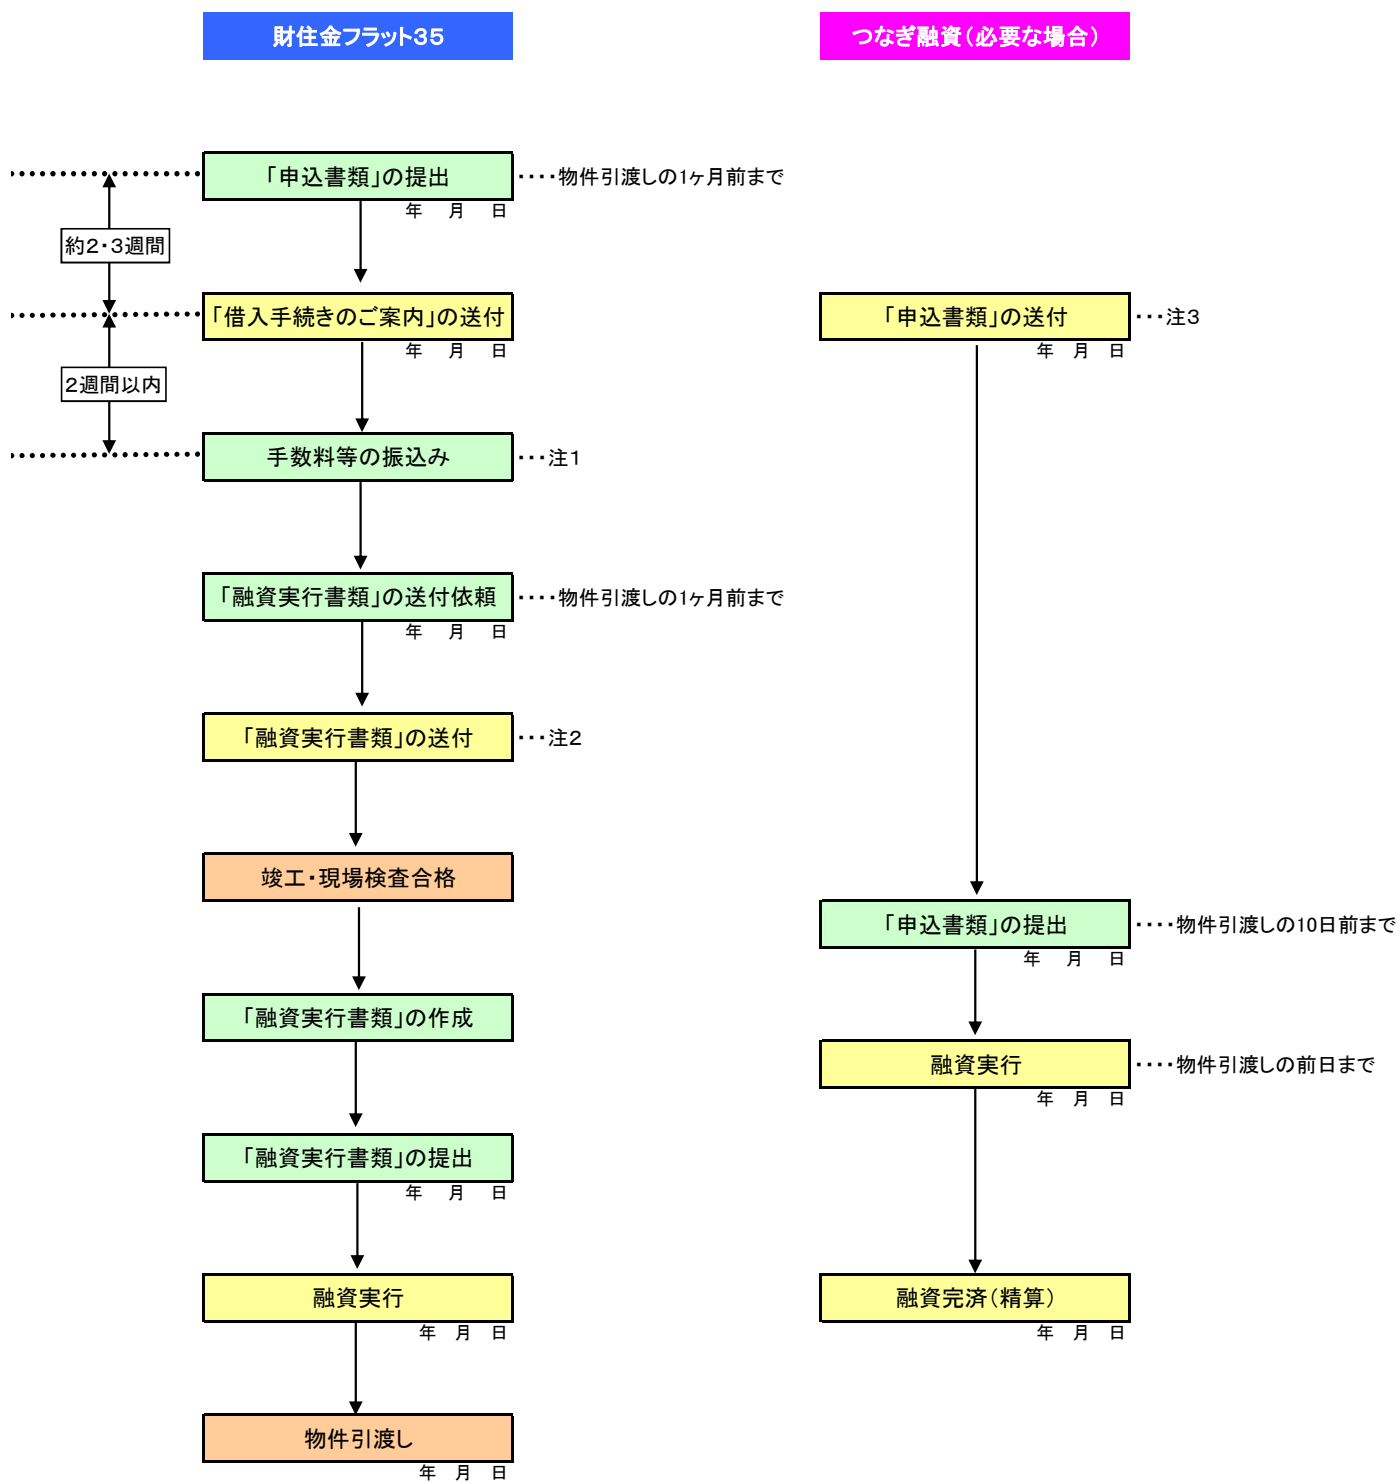 財住金フラット35
つなぎ融資(必要な場合)
「申込書類」の提出
・・・・物件引渡しの1ヶ月前まで
年 月 日
約2・3週間
「借入手続きのご案内」の送付
年 月 日
「申込書類」の送付
・・・注3
年 月 日
2週間以内
手数料等の振込み
・・・注1
「融資実行書類」の送付依頼
・・・・物件引渡しの1ヶ月前まで
年 月 日
「融資実行書類」の送付
・・・注2
竣工・現場検査合格
「申込書類」の提出
・・・・物件引渡しの10日前まで
年 月 日
「融資実行書類」の作成
融資実行
・・・・物件引渡しの前日まで
年 月 日
「融資実行書類」の提出
年 月 日
融資実行
年 月 日
融資完済(精算)
年 月 日
物件引渡し
年 月 日